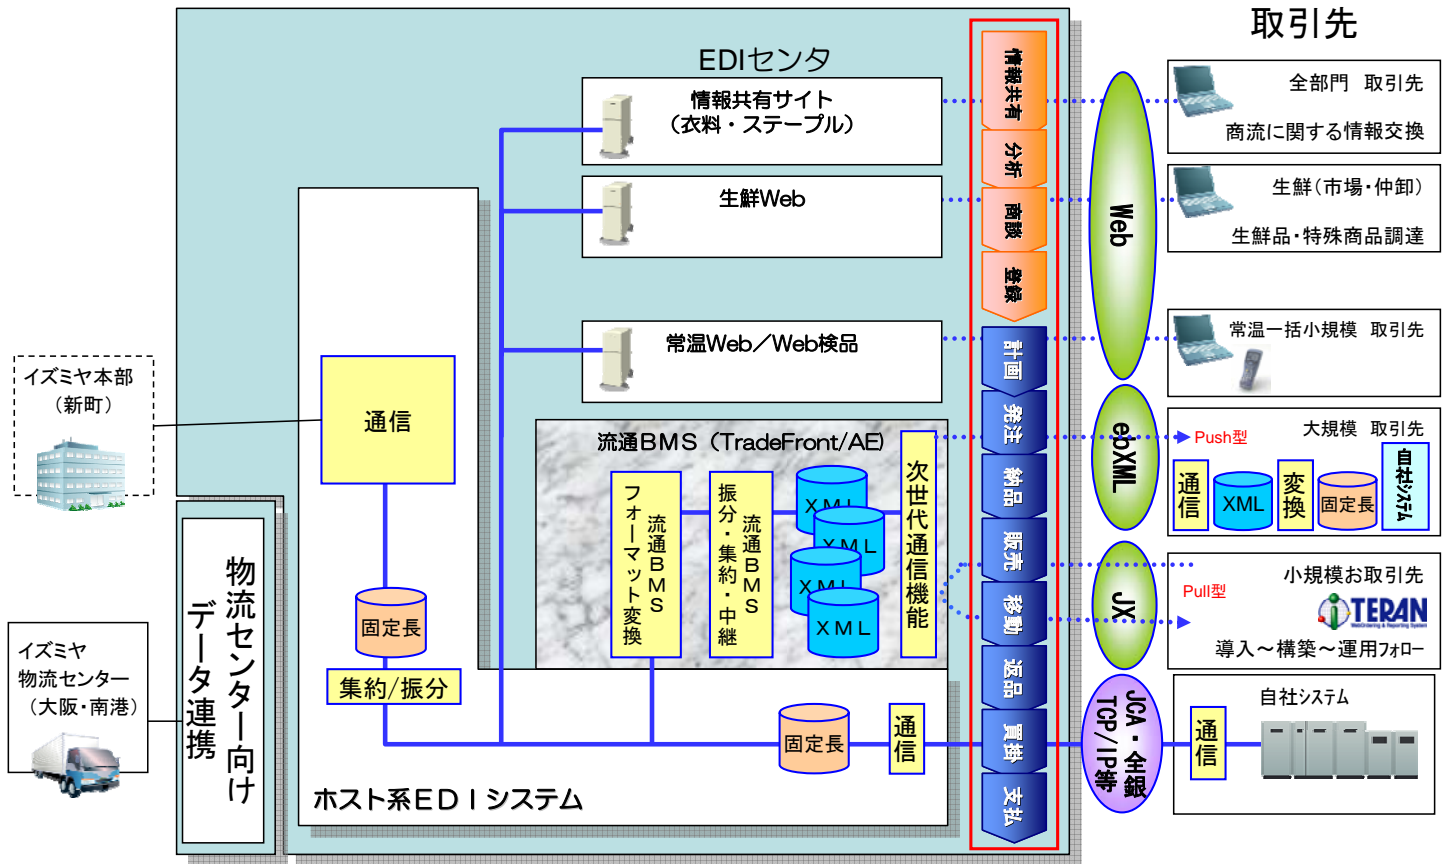 取引先
EDIセンタ
情報共有サイト
(衣料・ステープル)
生鮮Web
常温Web/Web検品
流通BMS (TradeFront/AE)
流通BMS
フォーマット変換
流通BMS
振分・集約・中継
XML
XML
XML
XML
次世代通信機能
情報共有
分析
商談
登録
計画
発注
納品
販売
移動
返品
買掛
支払
Web
ebXML
JX
JCA・全銀
TCP/IP等
全部門 取引先
商流に関する情報交換
生鮮(市場・仲卸)
生鮮品・特殊商品調達
常温一括小規模 取引先
Push型
大規模 取引先
通信
XML
変換
固定長
自社システム
Pull型
小規模お取引先
iTERAN
導入~構築~運用フォロー
自社システム
通信
イズミヤ本部
(新町)
通信
固定長
集約/振分
固定長
通信
ホスト系EDIシステム
物流センター向け
データ連携
イズミヤ
物流センター
(大阪・南港)